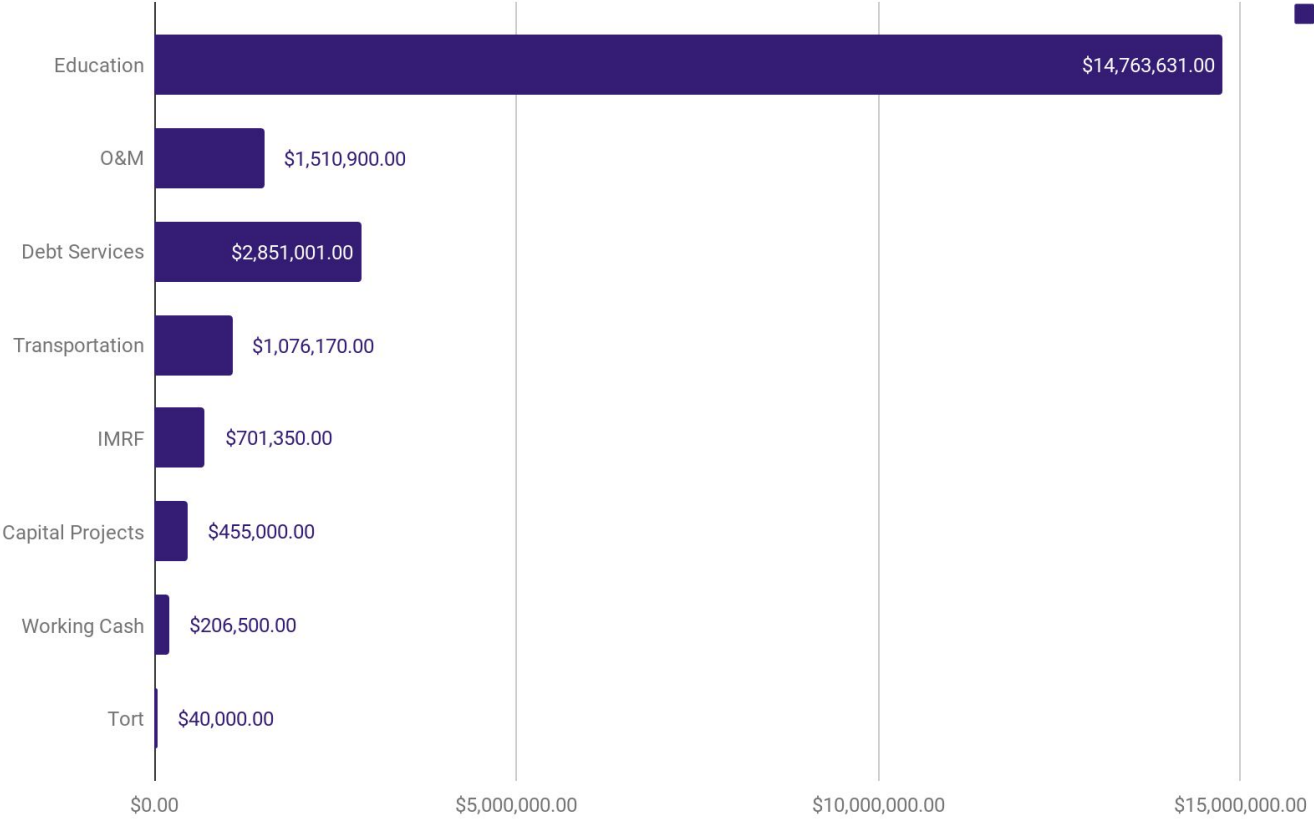 Education
$14,763,631.00
O&M
$1,510,900.00
Debt Services
$2,851,001.00
Transportation
$1,076,170.00
IMRF
$701,350.00
Capital Projects
$455,000.00
Working Cash
$206,500.00
Tort
$40,000.00
$0.00
$5,000,000.00
$10,000,000.00
$15,000,000.00